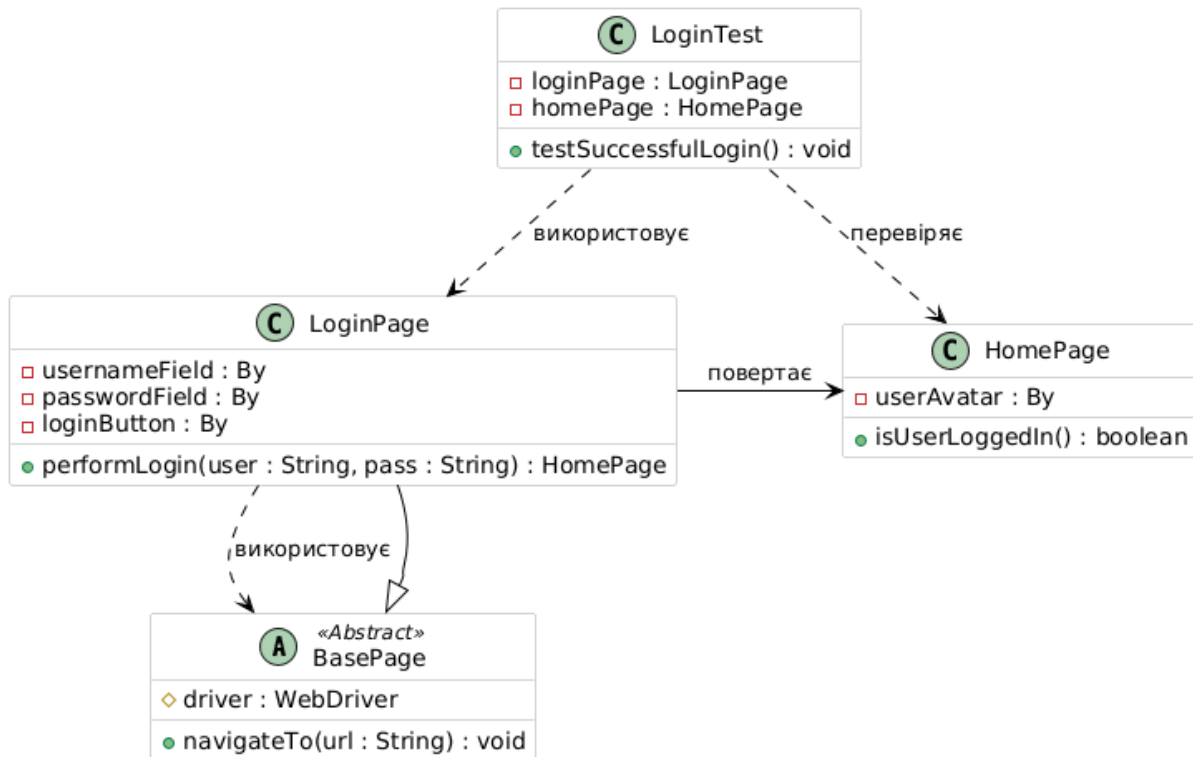 C LoginTest
loginPage : LoginPage
homePage : HomePage
testSuccessfulLogin() : void
використовує
перевіряє
C LoginPage
usernameField : By
passwordField : By
loginButton : By
performLogin(user : String, pass : String) : HomePage
повертає
C HomePage
userAvatar : By
isUserLoggedIn() : boolean
використовує
A «Abstract»
BasePage
driver : WebDriver
navigateTo(url : String) : void